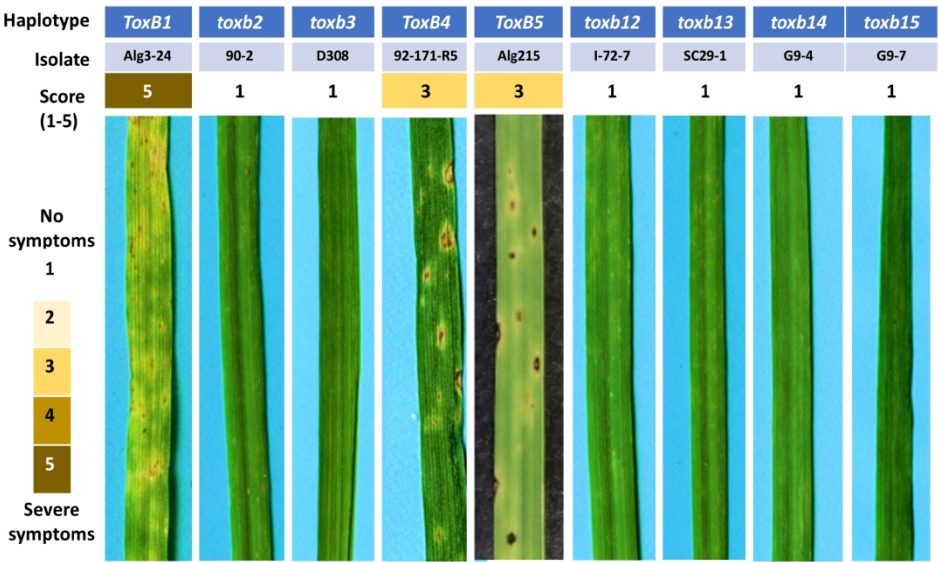 Haplotype ToxB1 toxb2 toxb3 ToxB4 ToxB5 toxb12 toxb13 toxb14 toxb15
Isolate Alg3-24 90-2 D308 92-171-R5 Alg215 I-72-7 SC29-1 G9-4 G9-7
Score 5 1 1 3 3 1 1 1 1
(1-5)
No
symptoms
1
2
3
4
5
Severe
symptoms